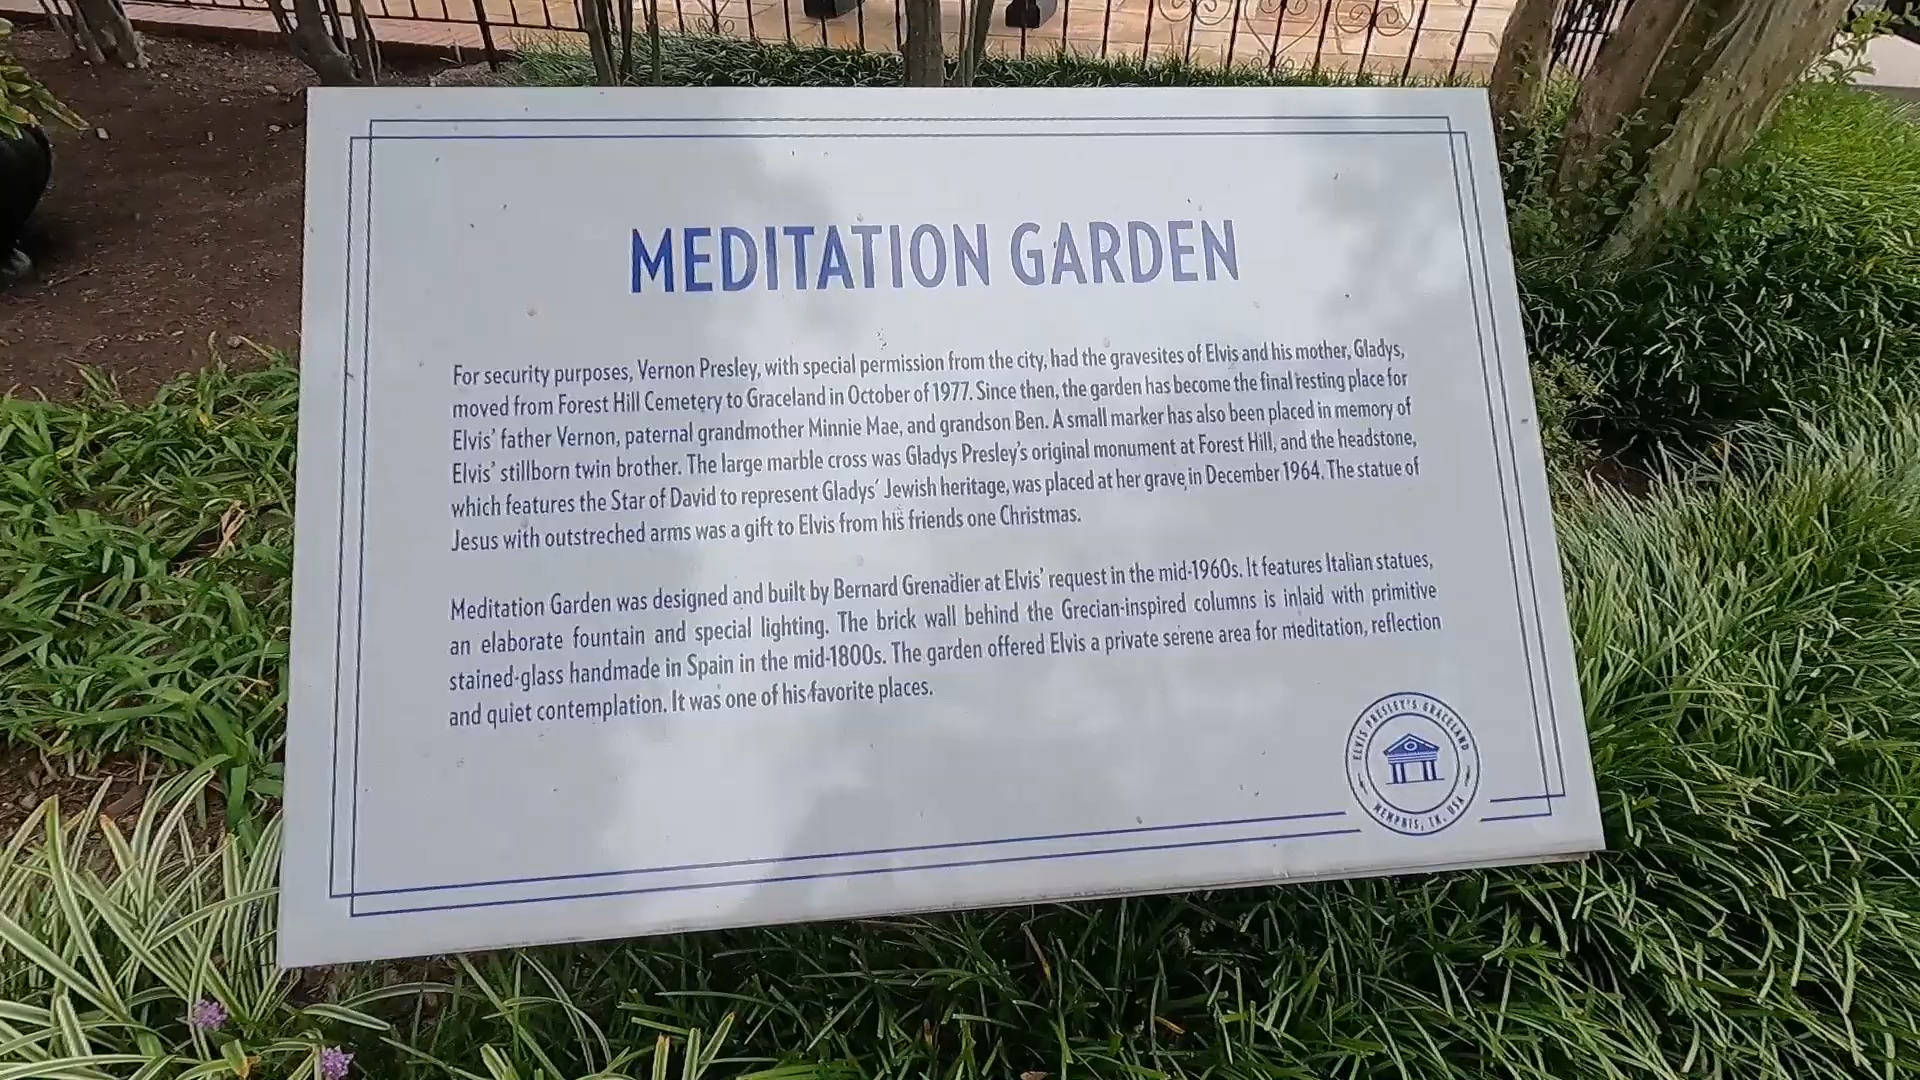 MEDITATION GARDEN
For security purposes, Vernon Presley, with special permission from the city, had the gravesites of Elvis and his mother, Gladys,
moved from Forest Hill Cemetery to Graceland in October of 1977. Since then, the garden has become the final resting place for
Elvis' father Vernon, paternal grandmother Minnie Mae, and grandson Ben. A small marker has also been placed in memory of
Elvis' stillborn twin brother. The large marble cross was Gladys Presley's original monument at Forest Hill, and the headstone,
which features the Star of David to represent Gladys' Jewish heritage, was placed at her grave in December 1964. The statue of
Jesus with outstreched arms was a gift to Elvis from his friends one Christmas.
Meditation Garden was designed and built by Bernard Grenadier at Elvis' request in the mid-1960s. It features Italian statues,
an elaborate fountain and special lighting. The brick wall behind the Grecian-inspired columns is inlaid with primitive
stained-glass handmade in Spain in the mid-1800s. The garden offered Elvis a private serene area for meditation, reflection
and quiet contemplation. It was one of his favorite places.
ELVIS PRESLEY'S GRACELAND
MEMPHIS, TN. USA